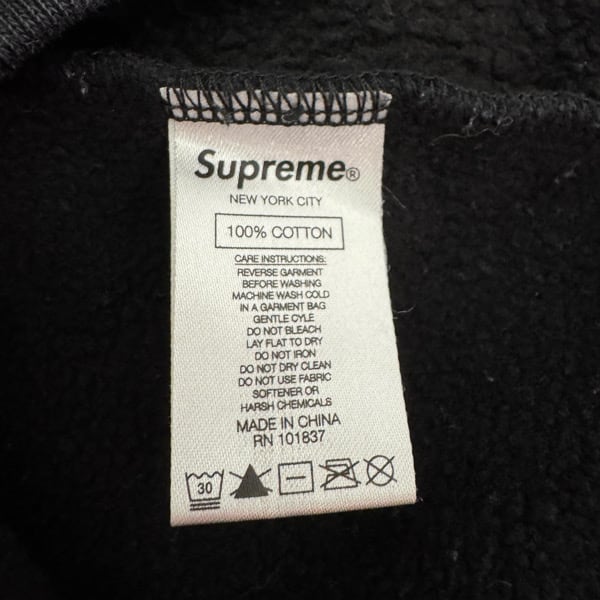 Supreme®
NEW YORK CITY
100% COTTON
CARE INSTRUCTIONS:
REVERSE GARMENT
BEFORE WASHING
MACHINE WASH COLD
IN A GARMENT BAG
GENTLE CYLE
DO NOT BLEACH
LAY FLAT TO DRY
DO NOT IRON
DO NOT DRY CLEAN
DO NOT USE FABRIC
SOFTENER OR
HARSH CHEMICALS
MADE IN CHINA
RN 101837
30